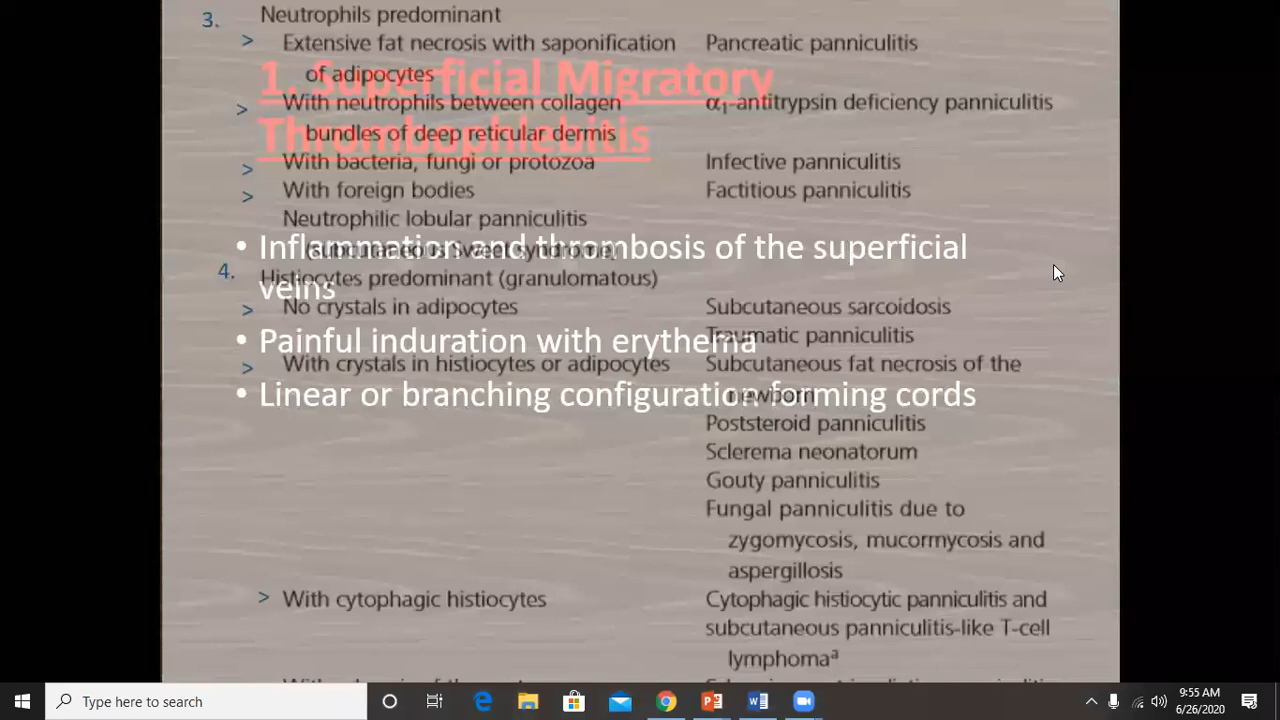 3. Neutrophils predominant
> Extensive fat necrosis with saponification Pancreatic panniculitis
of adipocytes
1. Superficial Migratory
> With neutrophils between collagen α₁-antitrypsin deficiency panniculitis
bundles of deep reticular dermis
Thrombophlebitis
> With bacteria, fungi or protozoa Infective panniculitis
> With foreign bodies Factitious panniculitis
Neutrophilic lobular panniculitis
• Inflammation and thrombosis of the superficial
(subcutaneous Sweet syndrome)
4. Histiocytes predominant (granulomatous)
veins
> No crystals in adipocytes Subcutaneous sarcoidosis
Traumatic panniculitis
• Painful induration with erythema
> With crystals in histiocytes or adipocytes Subcutaneous fat necrosis of the
newborn
• Linear or branching configuration forming cords
Poststeroid panniculitis
Sclerema neonatorum
Gouty panniculitis
Fungal panniculitis due to
zygomycosis, mucormycosis and
aspergillosis
> With cytophagic histiocytes Cytophagic histiocytic panniculitis and
subcutaneous panniculitis-like T-cell
lymphomaᵃ
Type here to search
9:55 AM
6/26/2020